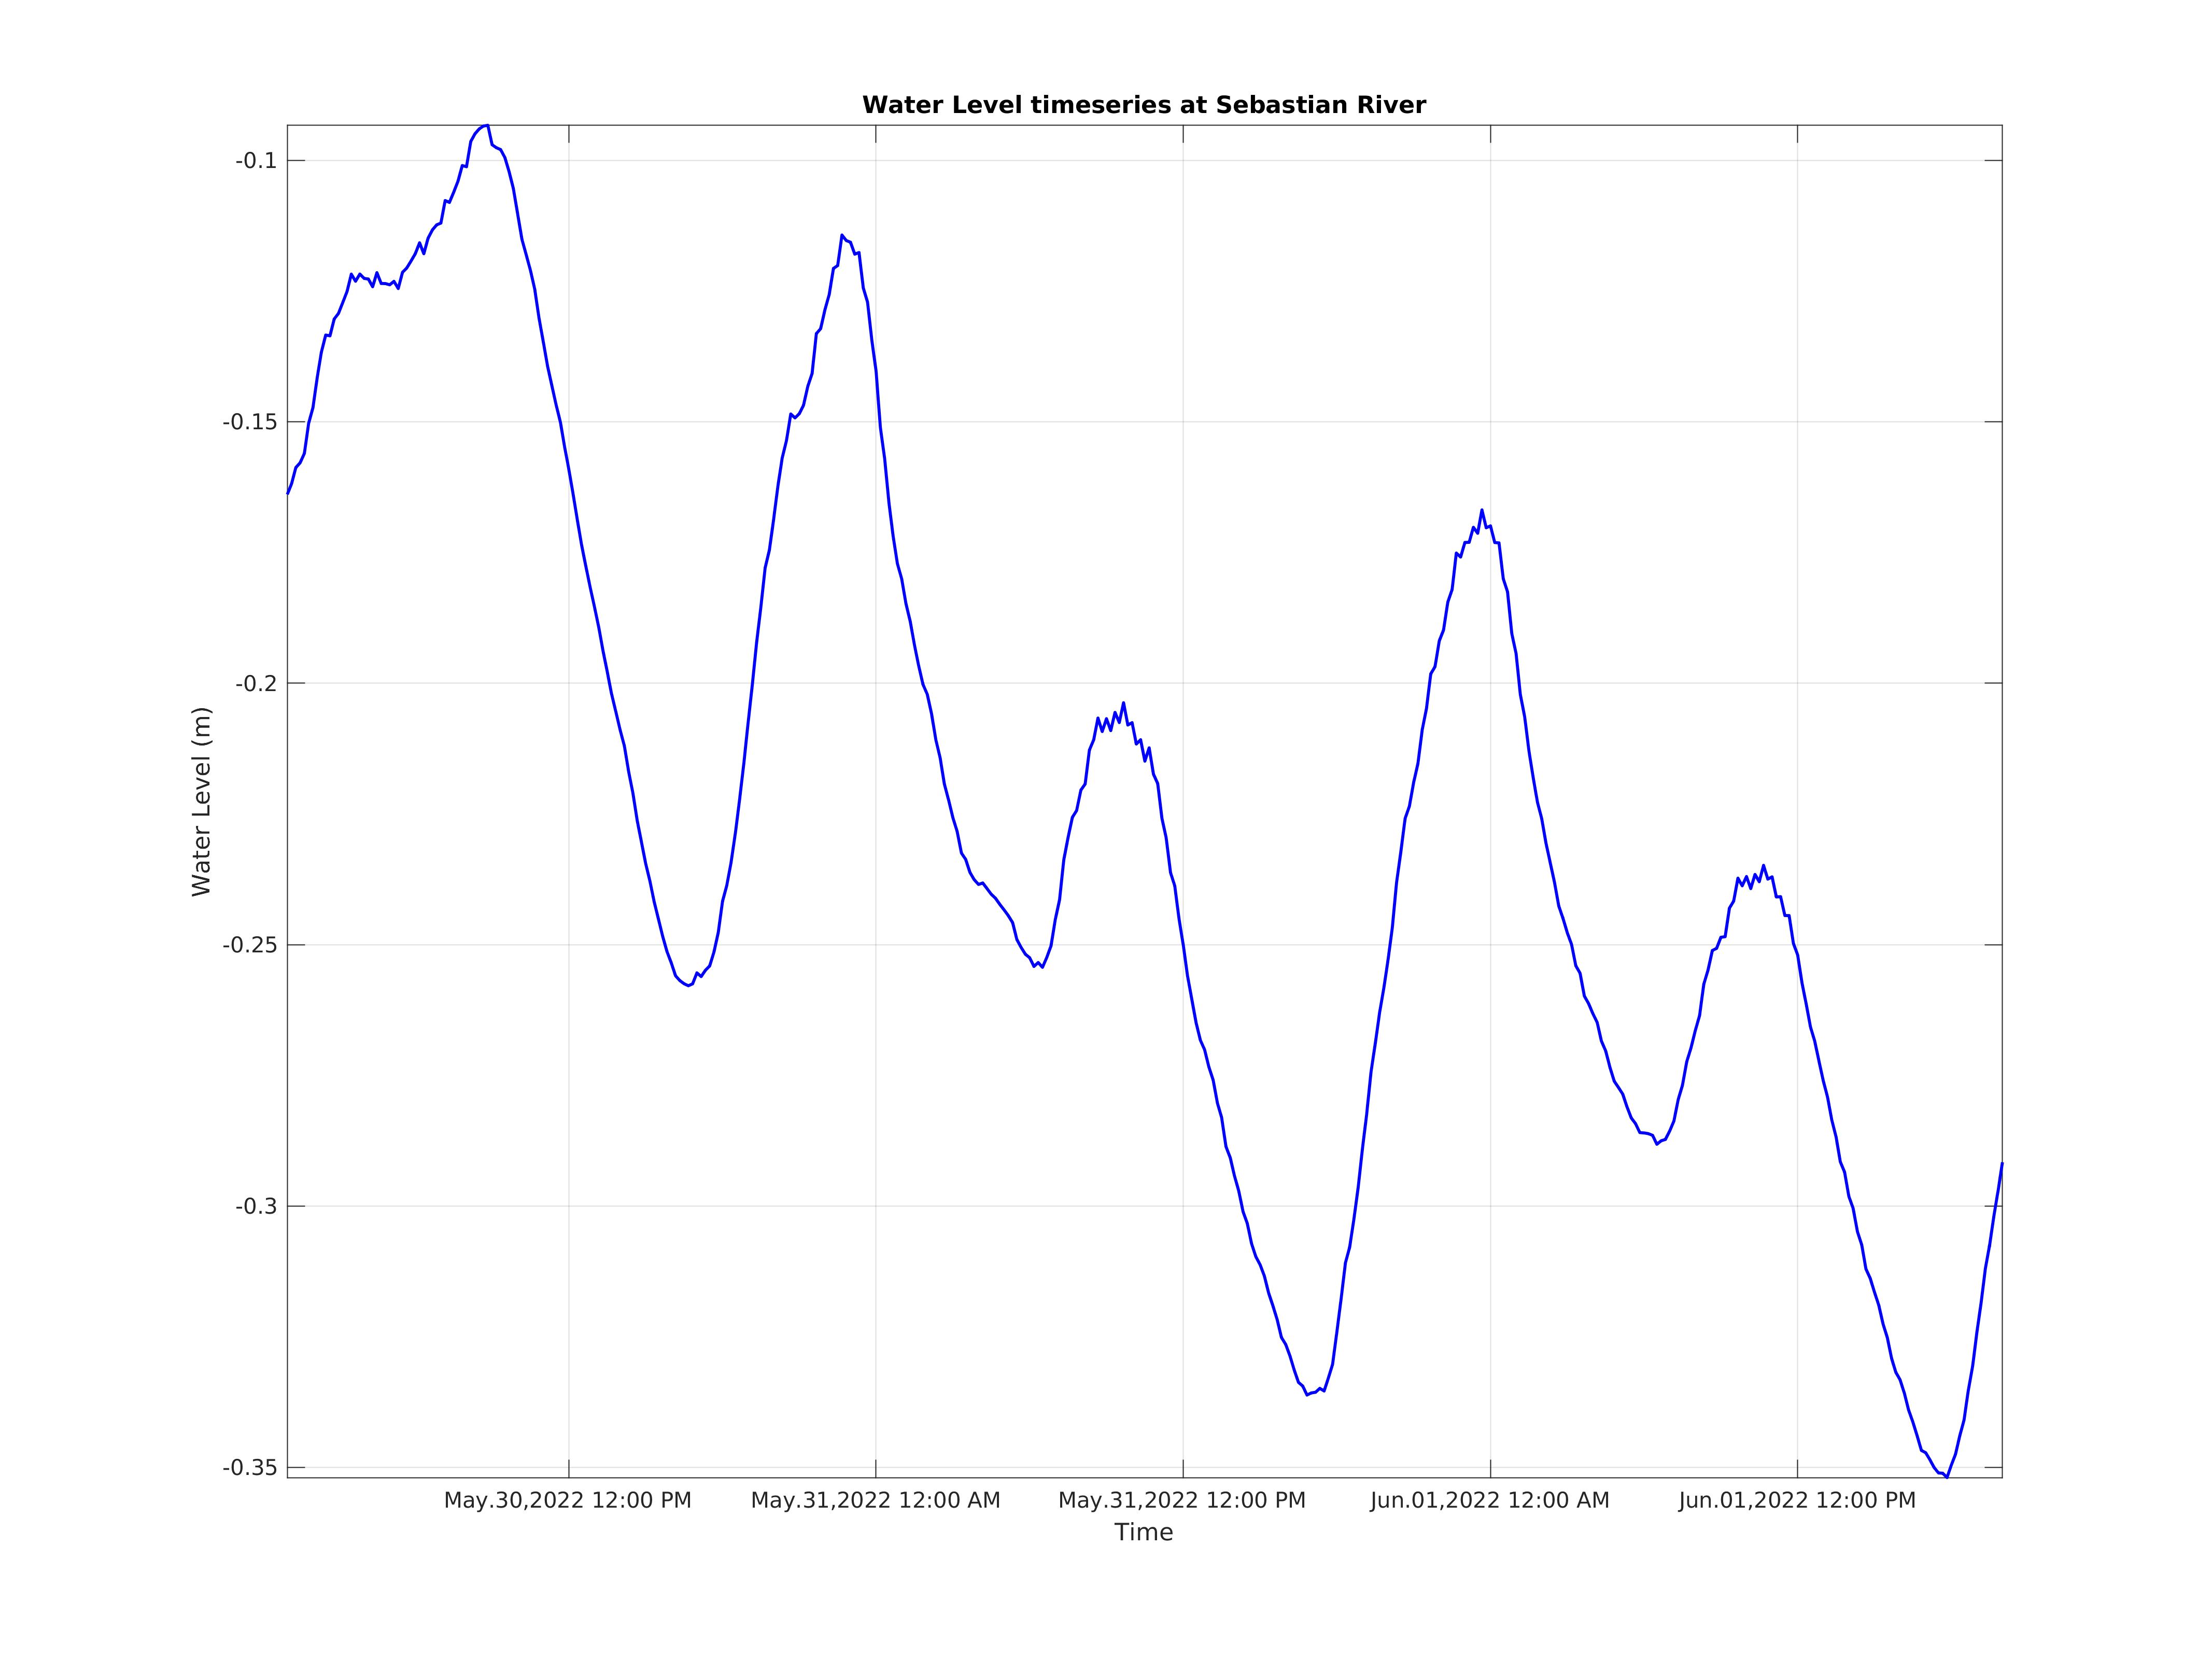 Water Level timeseries at Sebastian River
-0.1
-0.15
-0.2
-0.25
-0.3
-0.35
Water Level (m)
May.30,2022 12:00 PM
May.31,2022 12:00 AM
May.31,2022 12:00 PM
Jun.01,2022 12:00 AM
Jun.01,2022 12:00 PM
Time